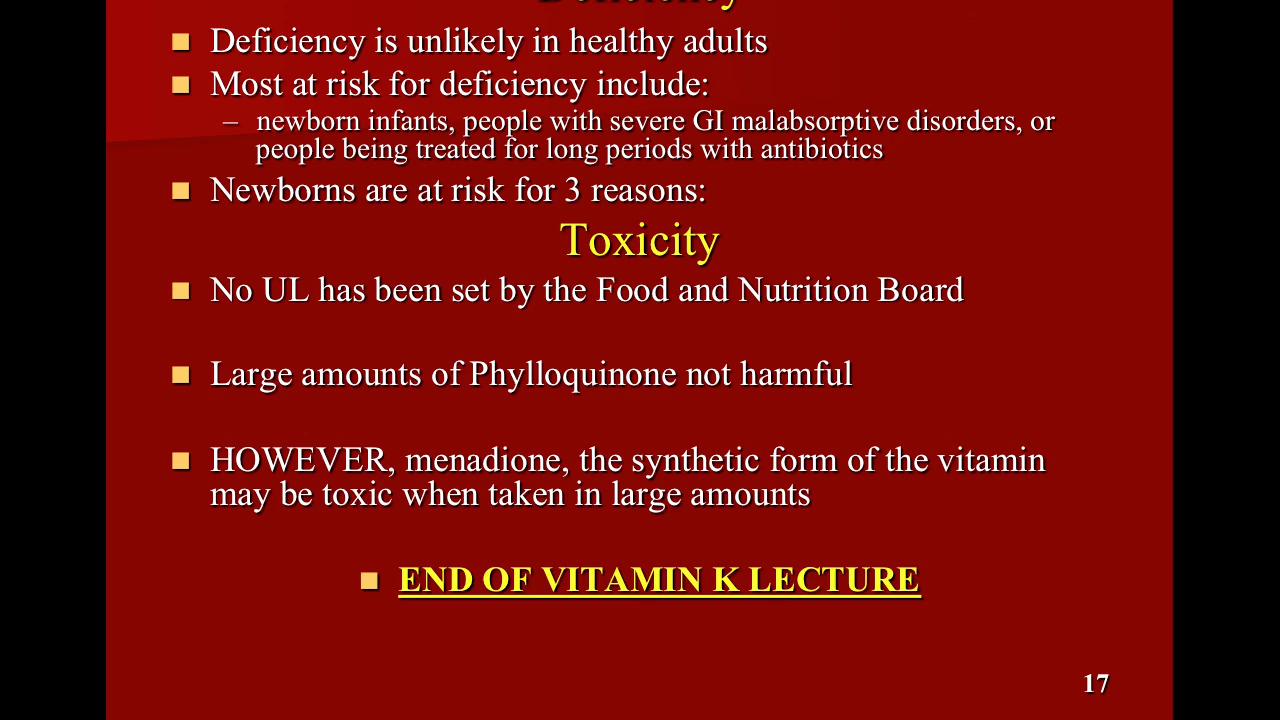 Deficiency
Deficiency is unlikely in healthy adults
Most at risk for deficiency include:
– newborn infants, people with severe GI malabsorptive disorders, or
people being treated for long periods with antibiotics
Newborns are at risk for 3 reasons:
Toxicity
No UL has been set by the Food and Nutrition Board
Large amounts of Phylloquinone not harmful
HOWEVER, menadione, the synthetic form of the vitamin
may be toxic when taken in large amounts
END OF VITAMIN K LECTURE
17